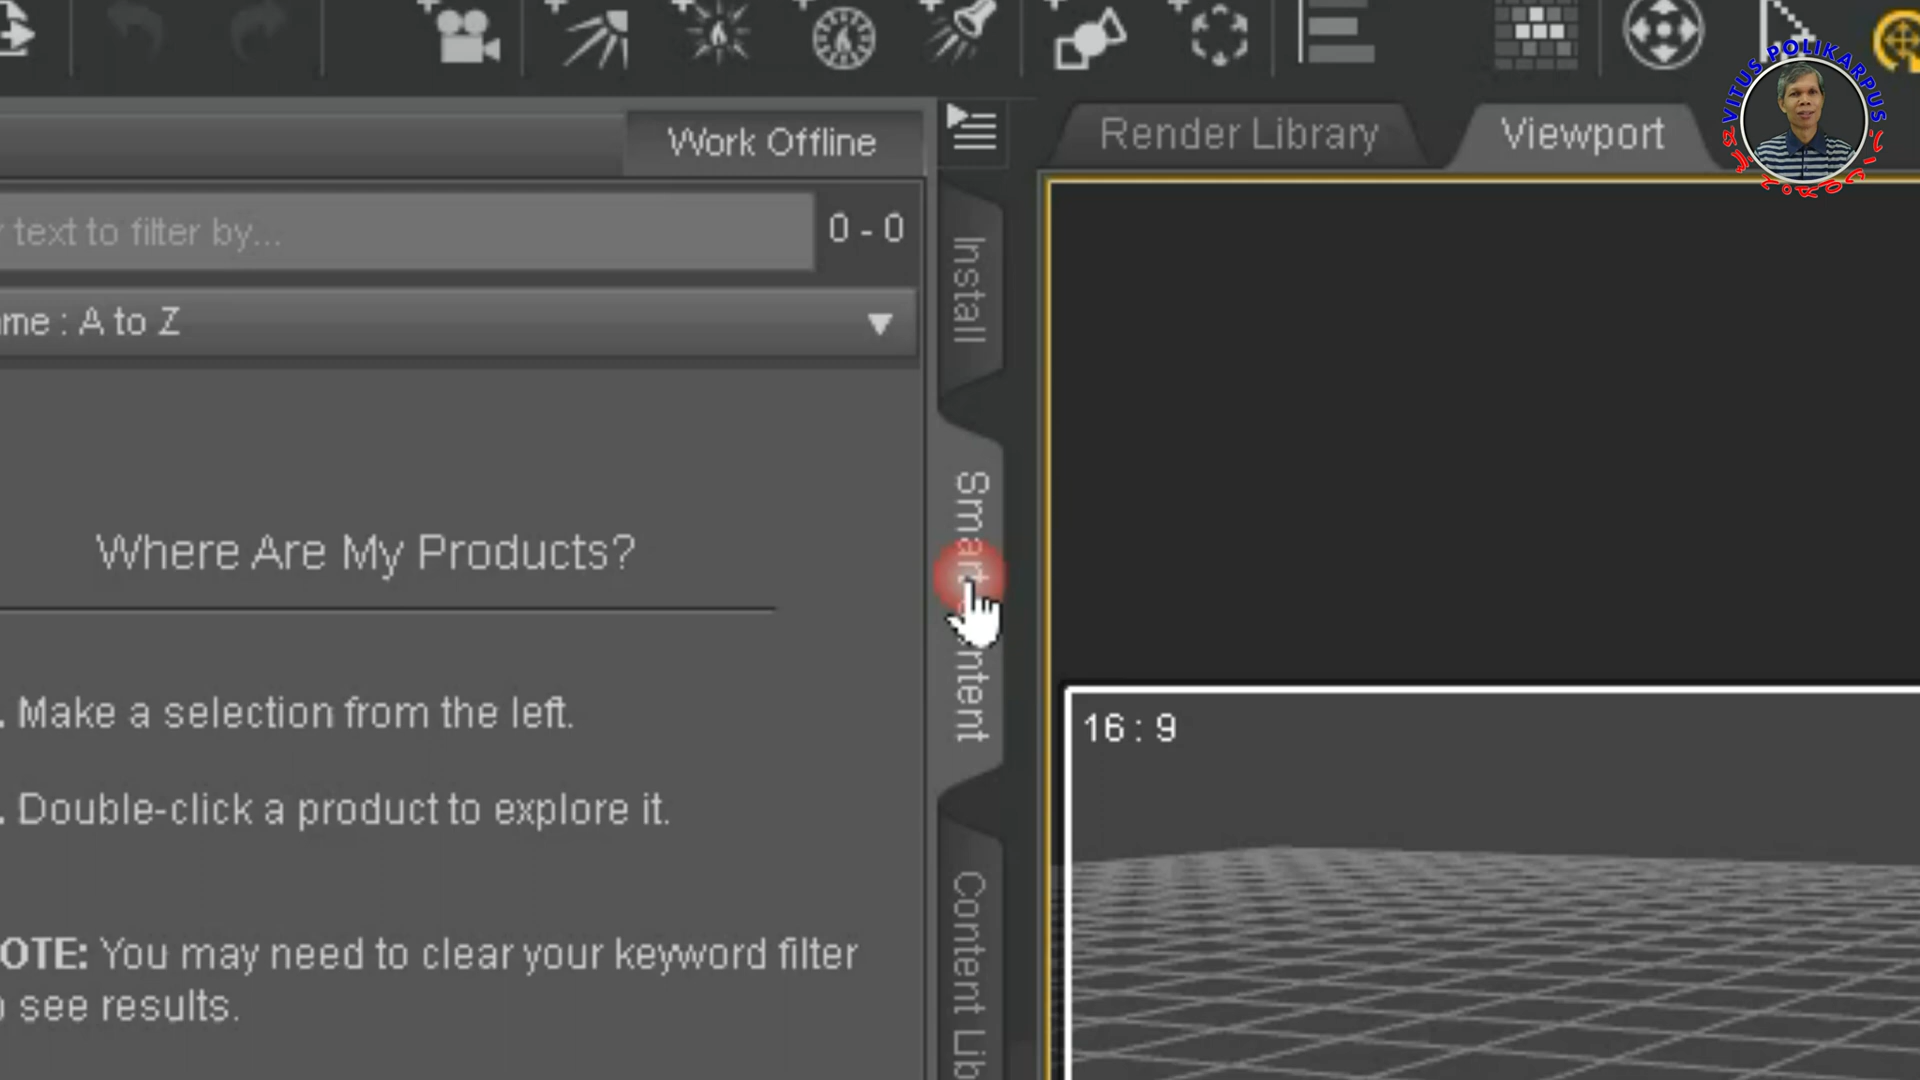 Work Offline
Render Library
Viewport
VITUS POLIKARPUS
text to filter by...
0 - 0
Install
me : A to Z
Smart
ntent
Where Are My Products?
. Make a selection from the left.
16 : 9
. Double-click a product to explore it.
Content Lib
OTE: You may need to clear your keyword filter
see results.